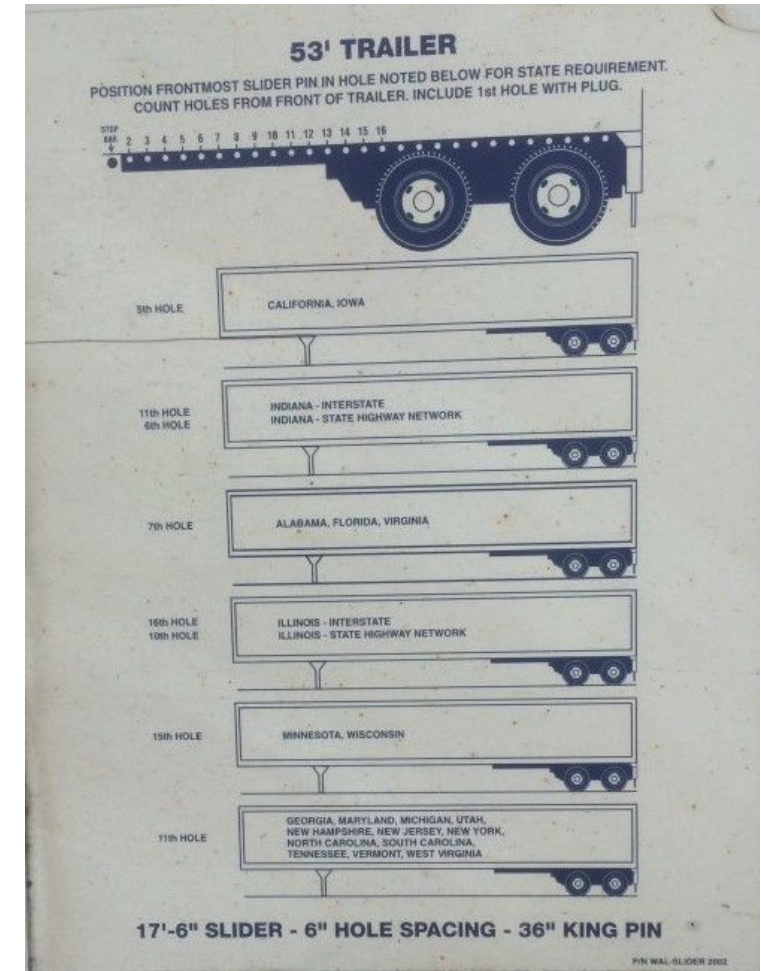 53' TRAILER
POSITION FRONTMOST SLIDER PIN IN HOLE NOTED BELOW FOR STATE REQUIREMENT.
COUNT HOLES FROM FRONT OF TRAILER. INCLUDE 1st HOLE WITH PLUG.
STOP
BAR 2 3 4 5 6 7 8 9 10 11 12 13 14 15 16
5th HOLE CALIFORNIA, IOWA
11th HOLE INDIANA - INTERSTATE
6th HOLE INDIANA - STATE HIGHWAY NETWORK
7th HOLE ALABAMA, FLORIDA, VIRGINIA
16th HOLE ILLINOIS - INTERSTATE
10th HOLE ILLINOIS - STATE HIGHWAY NETWORK
15th HOLE MINNESOTA, WISCONSIN
GEORGIA, MARYLAND, MICHIGAN, UTAH,
NEW HAMPSHIRE, NEW JERSEY, NEW YORK,
11th HOLE NORTH CAROLINA, SOUTH CAROLINA,
TENNESSEE, VERMONT, WEST VIRGINIA
17'-6" SLIDER - 6" HOLE SPACING - 36" KING PIN
P/N WAL-SLIDER 2002